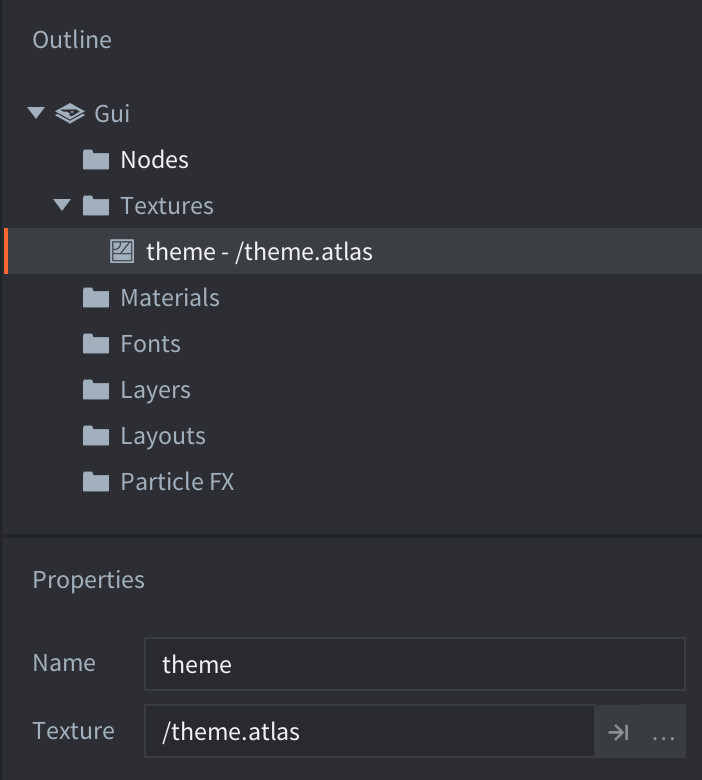 Outline
Gui
Nodes
Textures
theme - /theme.atlas
Materials
Fonts
Layers
Layouts
Particle FX
Properties
Name theme
Texture /theme.atlas ...